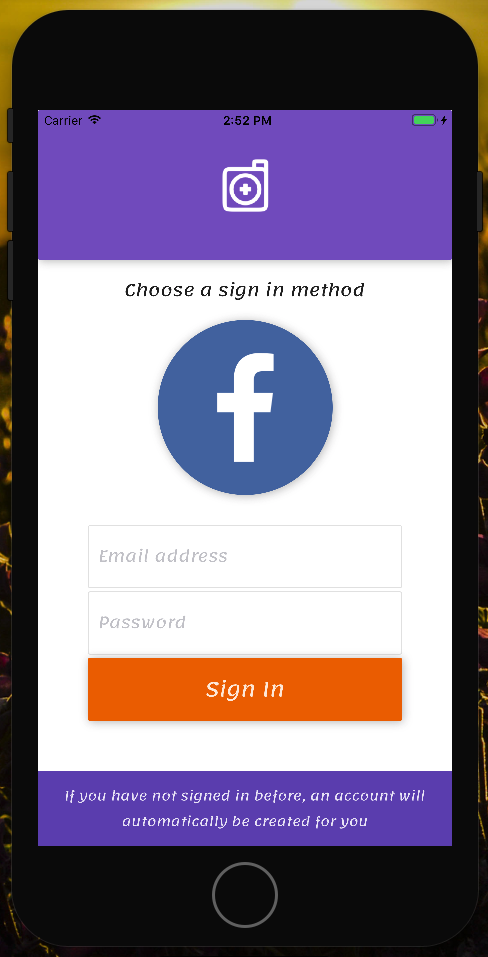 Carrier 2:52 PM
Choose a sign in method
Email address
Password
Sign In
If you have not signed in before, an account will
automatically be created for you